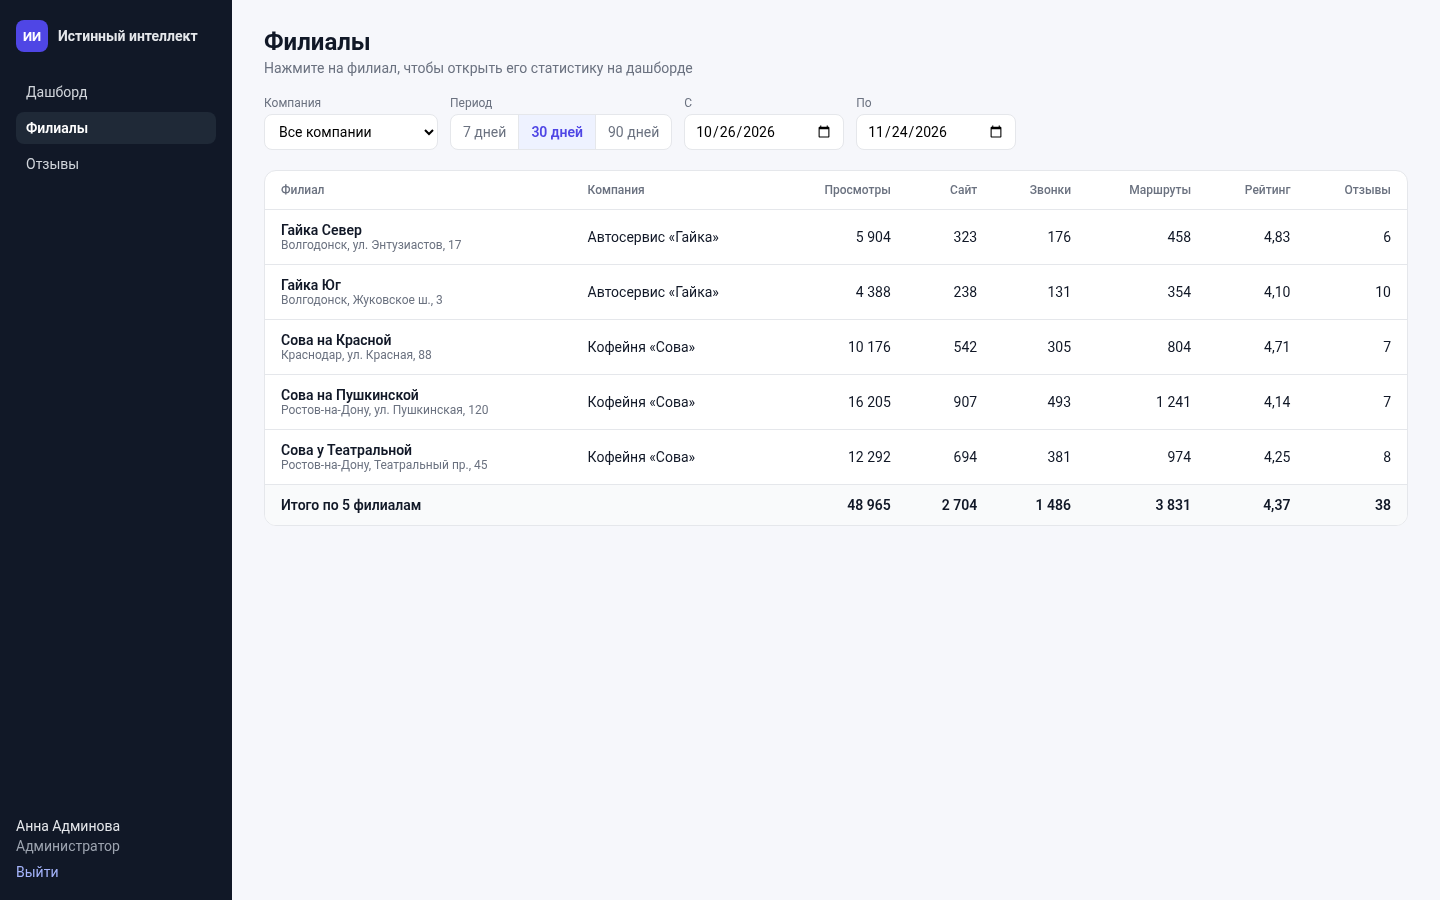 ИИ Истинный интеллект
Дашборд
Филиалы
Отзывы
Анна Админова
Администратор
Выйти
Филиалы
Нажмите на филиал, чтобы открыть его статистику на дашборде
Компания Период С По
Все компании 7 дней 30 дней 90 дней 10/26/2026 11/24/2026
Филиал Компания Просмотры Сайт Звонки Маршруты Рейтинг Отзывы
Гайка Север
Волгодонск, ул. Энтузиастов, 17
Автосервис «Гайка» 5 904 323 176 458 4,83 6
Гайка Юг
Волгодонск, Жуковское ш., 3
Автосервис «Гайка» 4 388 238 131 354 4,10 10
Сова на Красной
Краснодар, ул. Красная, 88
Кофейня «Сова» 10 176 542 305 804 4,71 7
Сова на Пушкинской
Ростов-на-Дону, ул. Пушкинская, 120
Кофейня «Сова» 16 205 907 493 1 241 4,14 7
Сова у Театральной
Ростов-на-Дону, Театральный пр., 45
Кофейня «Сова» 12 292 694 381 974 4,25 8
Итого по 5 филиалам 48 965 2 704 1 486 3 831 4,37 38